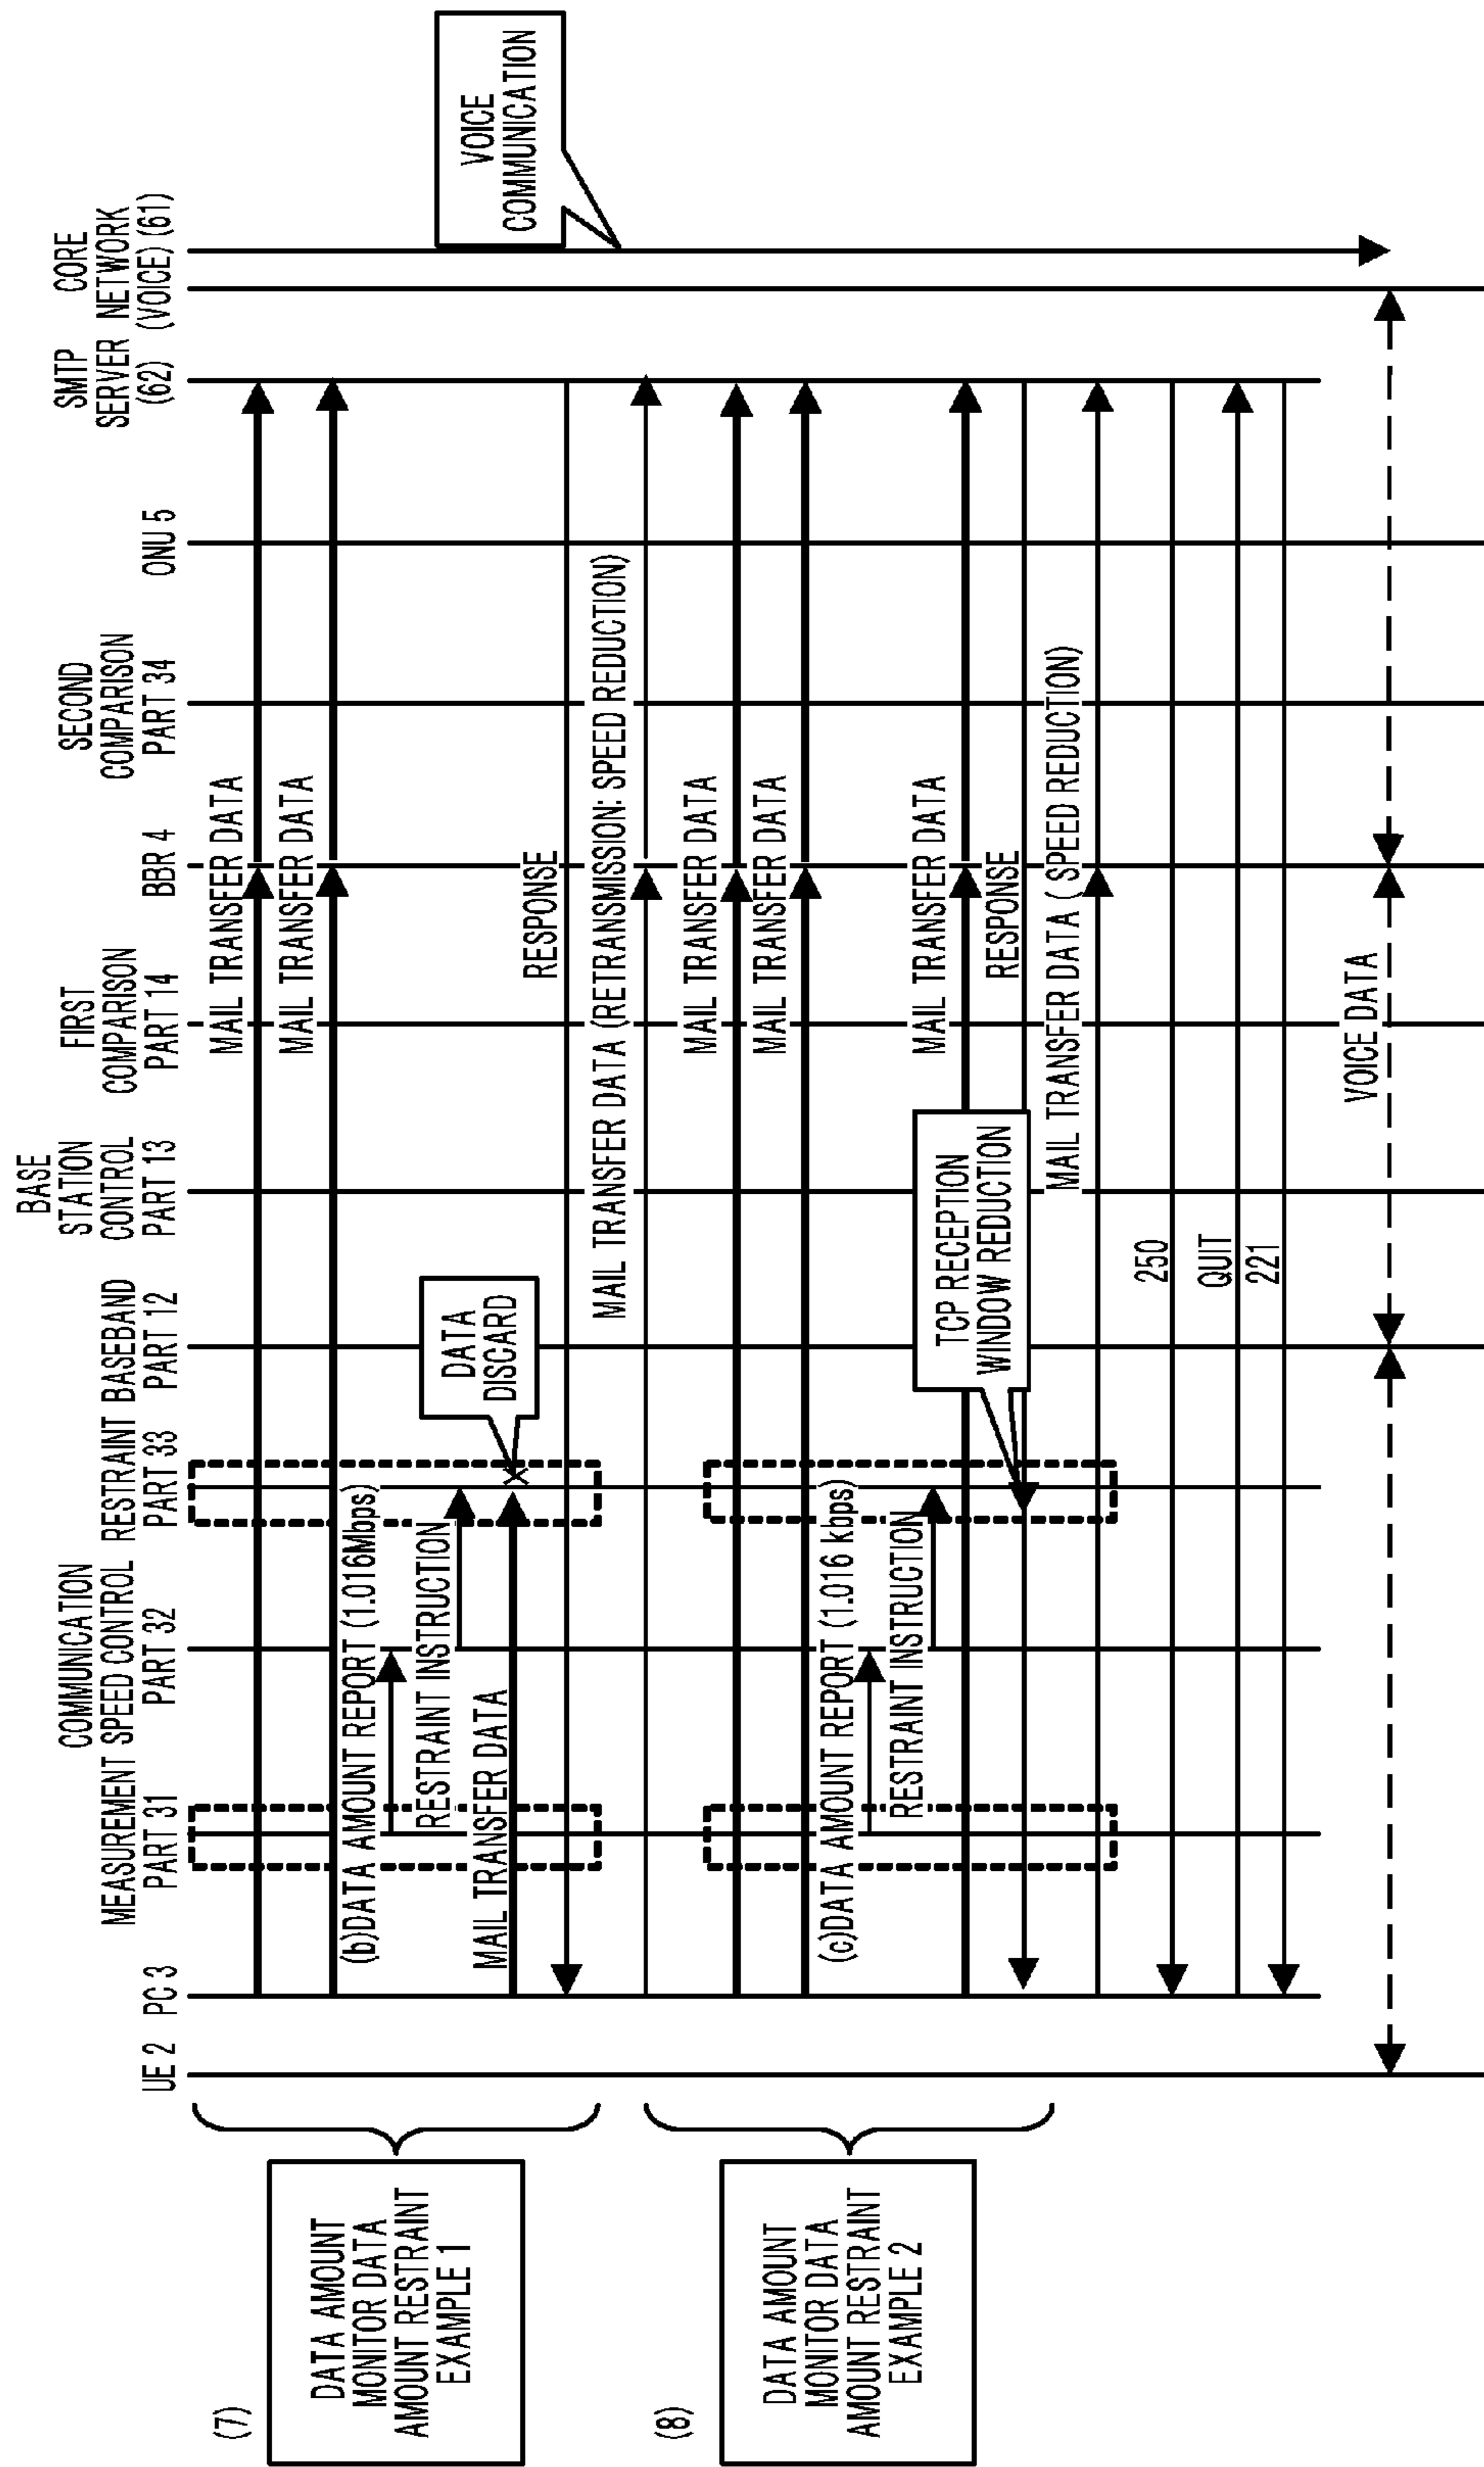 UE 2
PC 3
MEASUREMENT
PART 31
COMMUNICATION
SPEED CONTROL
PART 32
RESTRAINT
PART 33
BASEBAND
PART 12
BASE
STATION
CONTROL
PART 13
FIRST
COMPARISON
PART 14
BBR 4
SECOND
COMPARISON
PART 34
ONU 5
SMTP
SERVER
(62)
CORE
NETWORK
(VOICE) (61)
(7)
DATA AMOUNT
MONITOR DATA
AMOUNT RESTRAINT
EXAMPLE 1
MAIL TRANSFER DATA
MAIL TRANSFER DATA
(b)DATA AMOUNT REPORT (1.016Mbps)
RESTRAINT INSTRUCTION
MAIL TRANSFER DATA
DATA
DISCARD
RESPONSE
VOICE
COMMUNICATION
MAIL TRANSFER DATA (RETRANSMISSION: SPEED REDUCTION)
(8)
DATA AMOUNT
MONITOR DATA
AMOUNT RESTRAINT
EXAMPLE 2
MAIL TRANSFER DATA
MAIL TRANSFER DATA
(c)DATA AMOUNT REPORT (1.016 kbps)
RESTRAINT INSTRUCTION
MAIL TRANSFER DATA
TCP RECEPTION
WINDOW REDUCTION
RESPONSE
MAIL TRANSFER DATA ( SPEED REDUCTION)
250
QUIT
221
VOICE DATA